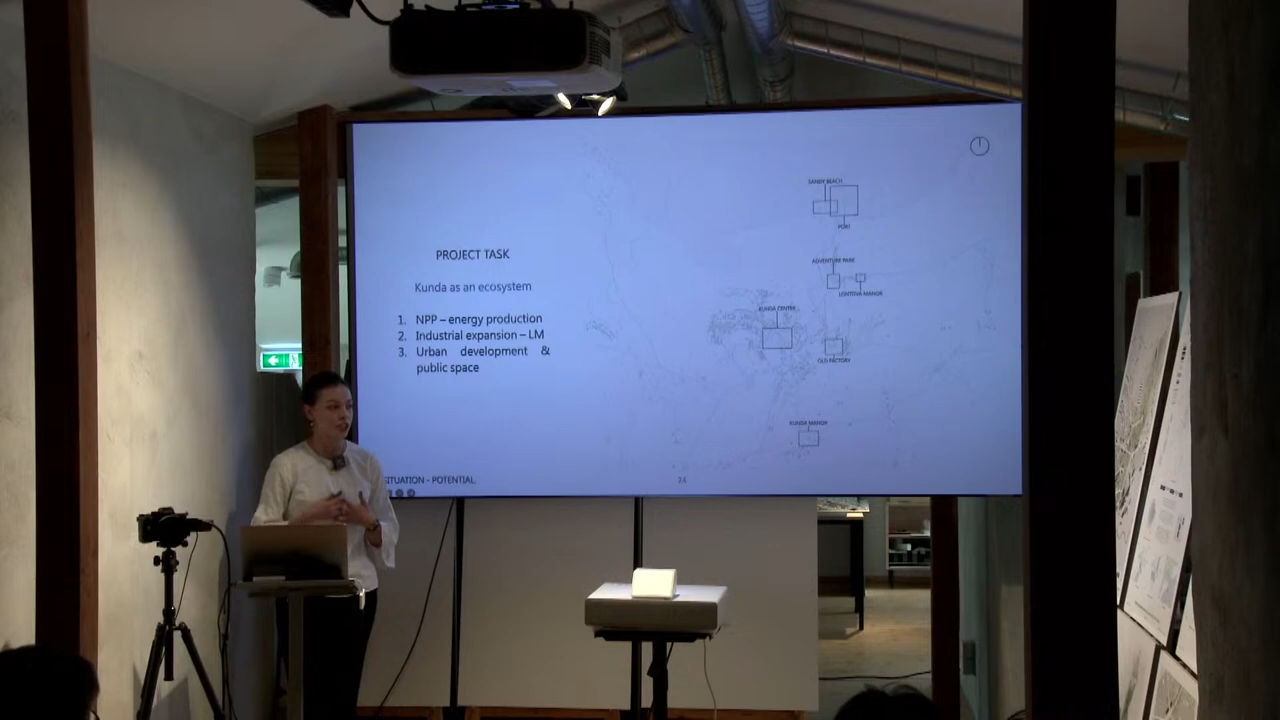 SANDY BEACH
PORT
PROJECT TASK
ADVENTURE PARK
Kunda as an ecosystem
LONTOVA MANOR
KUNDA CENTER
1. NPP – energy production
2. Industrial expansion – LM
3. Urban development &
public space
OLD FACTORY
KUNDA MANOR
SITUATION - POTENTIAL
24